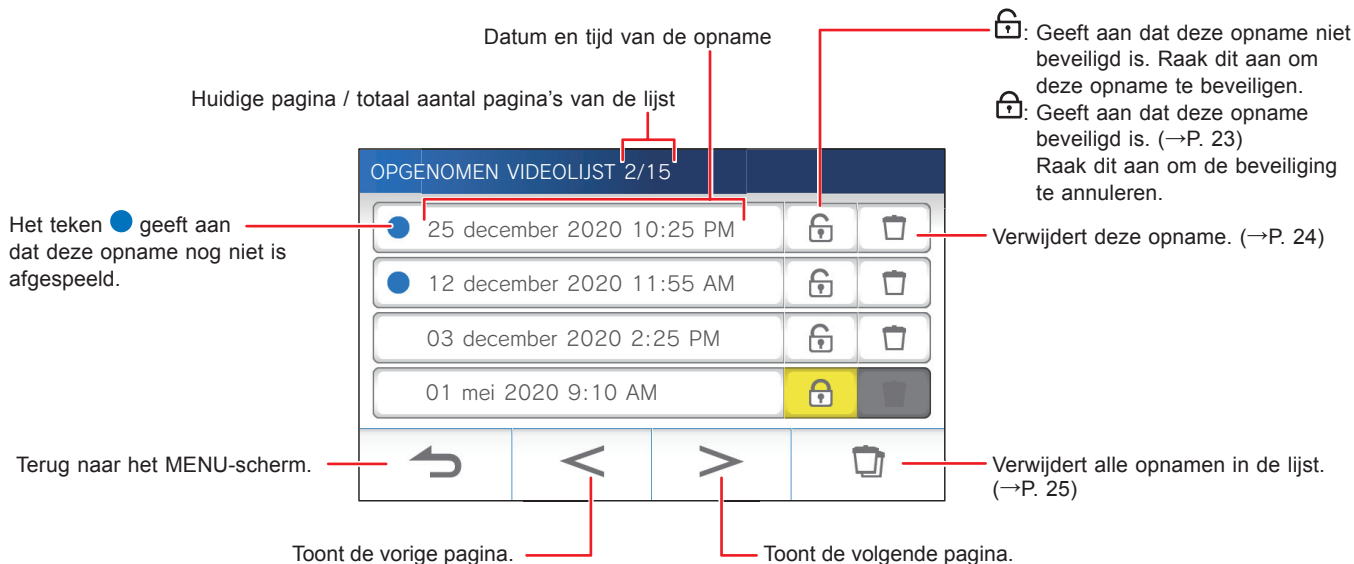 Datum en tijd van de opname
Huidige pagina / totaal aantal pagina's van de lijst
: Geeft aan dat deze opname niet
beveiligd is. Raak dit aan om
deze opname te beveiligen.
: Geeft aan dat deze opname
beveiligd is. (→P. 23)
Raak dit aan om de beveiliging
te annuleren.
OPGENOMEN VIDEOLIJST 2/15
Het teken geeft aan
dat deze opname nog niet is
afgespeeld.
25 december 2020 10:25 PM
Verwijdert deze opname. (→P. 24)
12 december 2020 11:55 AM
03 december 2020 2:25 PM
01 mei 2020 9:10 AM
Terug naar het MENU-scherm.
Verwijdert alle opnamen in de lijst.
(→P. 25)
Toont de vorige pagina.
Toont de volgende pagina.